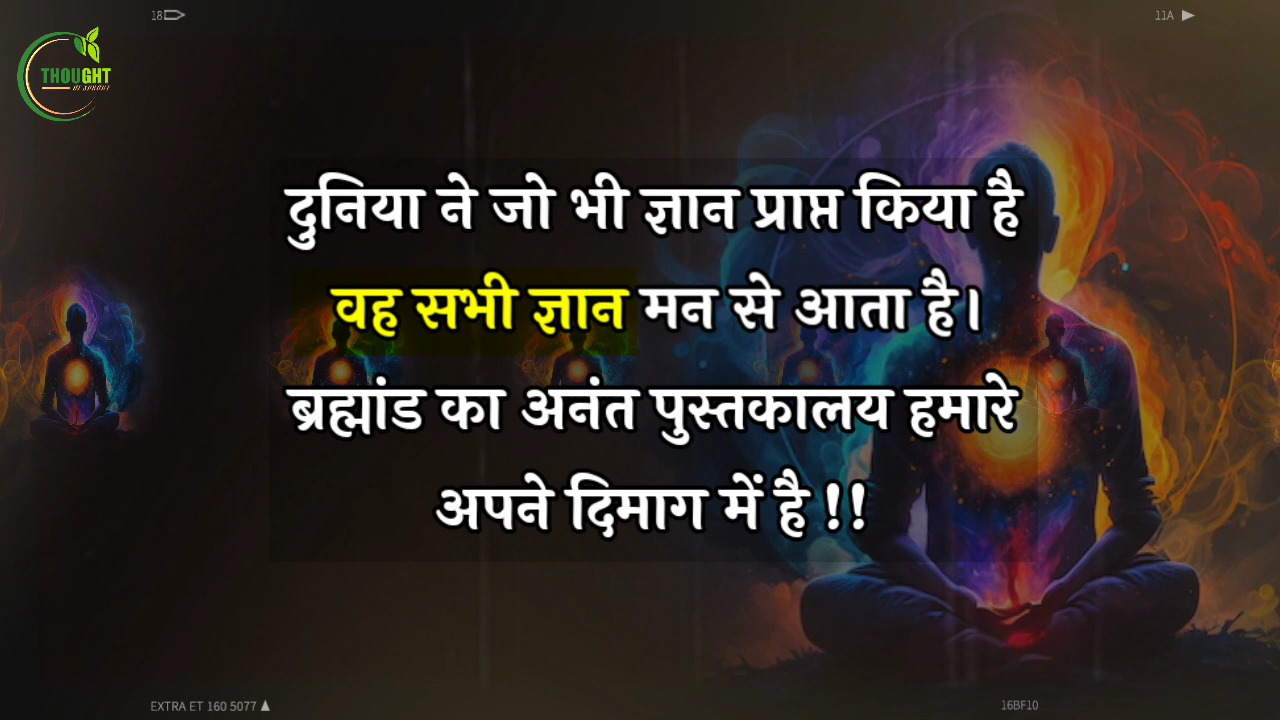 18
11A
THOUGHT
दुनिया ने जो भी ज्ञान प्राप्त किया है
वह सभी ज्ञान मन से आता है।
ब्रह्मांड का अनंत पुस्तकालय हमारे
अपने दिमाग में है !!
EXTRA ET 160 5077
16BF10